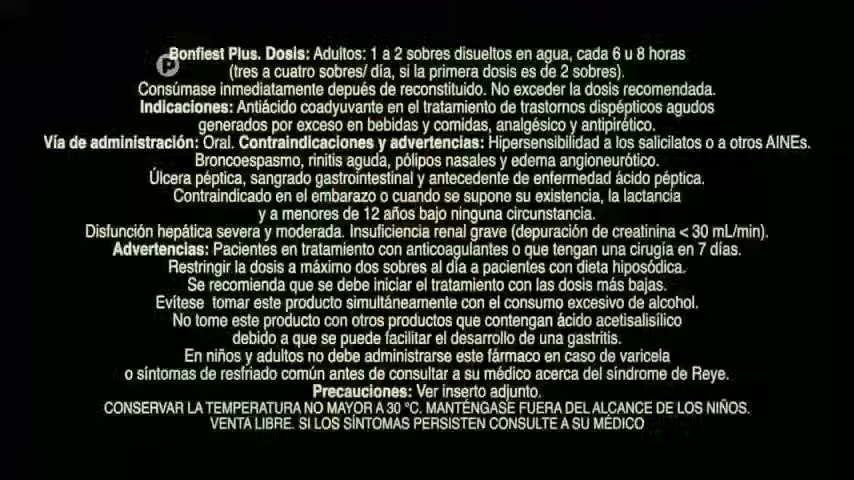 Bonfiest Plus. Dosis: Adultos: 1 a 2 sobres disueltos en agua, cada 6 u 8 horas
(tres a cuatro sobres/ día, si la primera dosis es de 2 sobres).
Consúmase inmediatamente depués de reconstituido. No exceder la dosis recomendada.
Indicaciones: Antiácido coadyuvante en el tratamiento de trastornos dispépticos agudos
generados por exceso en bebidas y comidas, analgésico y antipirético.
Vía de administración: Oral. Contraindicaciones y advertencias: Hipersensibilidad a los salicilatos o a otros AINEs.
Broncoespasmo, rinitis aguda, pólipos nasales y edema angioneurótico.
Úlcera péptica, sangrado gastrointestinal y antecedente de enfermedad ácido péptica.
Contraindicado en el embarazo o cuando se supone su existencia, la lactancia
y a menores de 12 años bajo ninguna circunstancia.
Disfunción hepática severa y moderada. Insuficiencia renal grave (depuración de creatinina < 30 mL/min).
Advertencias: Pacientes en tratamiento con anticoagulantes o que tengan una cirugía en 7 días.
Restringir la dosis a máximo dos sobres al día a pacientes con dieta hiposódica.
Se recomienda que se debe iniciar el tratamiento con las dosis más bajas.
Evítese tomar este producto simultáneamente con el consumo excesivo de alcohol.
No tome este producto con otros productos que contengan ácido acetisalisílico
debido a que se puede facilitar el desarrollo de una gastritis.
En niños y adultos no debe administrarse este fármaco en caso de varicela
o síntomas de resfriado común antes de consultar a su médico acerca del síndrome de Reye.
Precauciones: Ver inserto adjunto.
CONSERVAR LA TEMPERATURA NO MAYOR A 30 °C. MANTÉNGASE FUERA DEL ALCANCE DE LOS NIÑOS.
VENTA LIBRE. SI LOS SÍNTOMAS PERSISTEN CONSULTE A SU MÉDICO